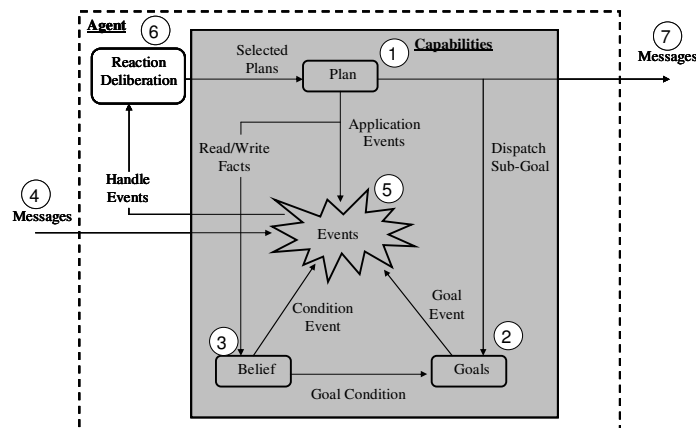 Agent
6
7
Messages
1
Capabilities
Reaction
Deliberation
Selected
Plans
Plan
Read/Write
Facts
Application
Events
Dispatch
Sub-Goal
Handle
Events
4
Messages
5
Events
Condition
Event
Goal
Event
3
Belief
2
Goals
Goal Condition